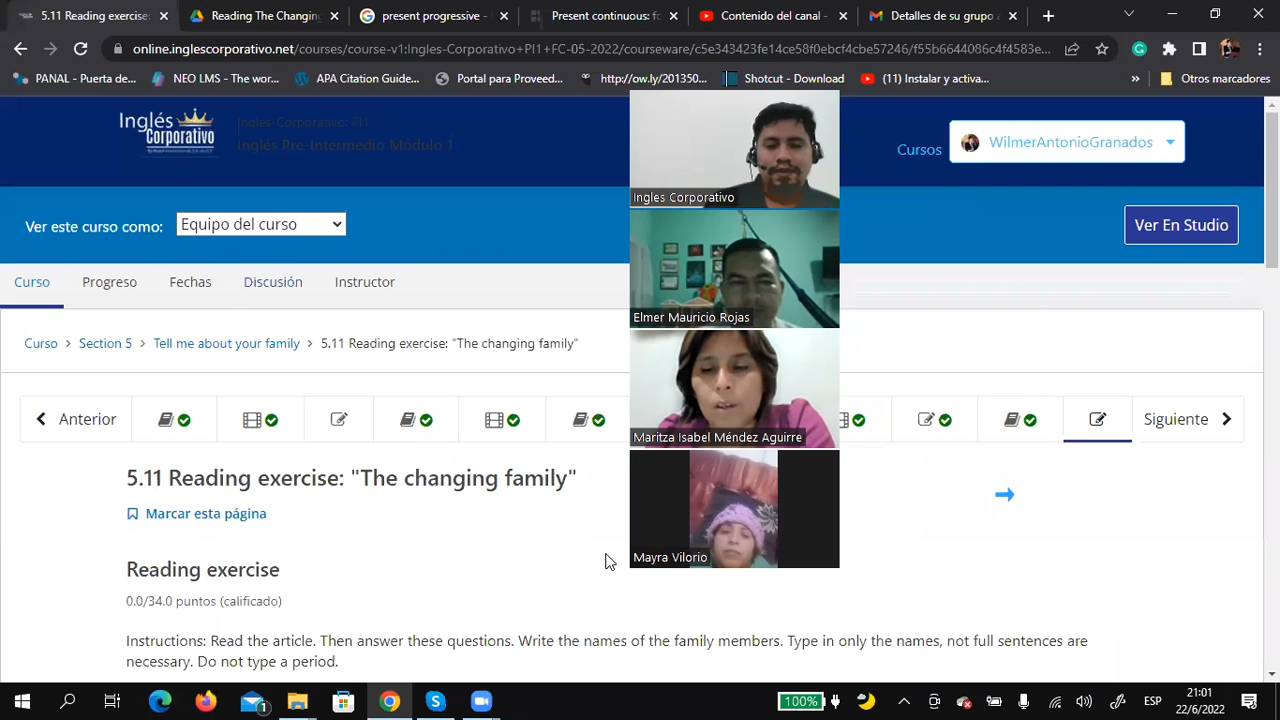 5.11 Reading exercise:
Reading The Changing
present progressive -
Present continuous: fo
Contenido del canal -
Detalles de su grupo
online.inglescorporativo.net/courses/course-v1:Ingles-Corporativo+PI1+FC-05-2022/courseware/c5e343423fe14ce58f0ebcf4cbe57246/f55b6644086c4f4583e...
PANAL - Puerta de...
NEO LMS - The wor...
APA Citation Guide...
Portal para Proveed...
http://ow.ly/201350...
Shotcut - Download
(11) Instalar y activa...
»
Otros marcadores
Inglés
Corporativo
Ingles-Corporativo: PI1
Inglés Pre-intermedio Módulo 1
Cursos
WilmerAntonioGranados
Ingles Corporativo
Ver este curso como:
Equipo del curso
Ver En Studio
Curso
Progreso
Fechas
Discusión
Instructor
Elmer Mauricio Rojas
Curso > Section 5 > Tell me about your family > 5.11 Reading exercise: "The changing family"
Anterior
Siguiente
Maritza Isabel Méndez Aguirre
5.11 Reading exercise: "The changing family"
Marcar esta página
Mayra Vilorio
Reading exercise
0.0/34.0 puntos (calificado)
Instructions: Read the article. Then answer these questions. Write the names of the family members. Type in only the names, not full sentences are
necessary. Do not type a period.
1
100%
ESP
21:01
22/6/2022